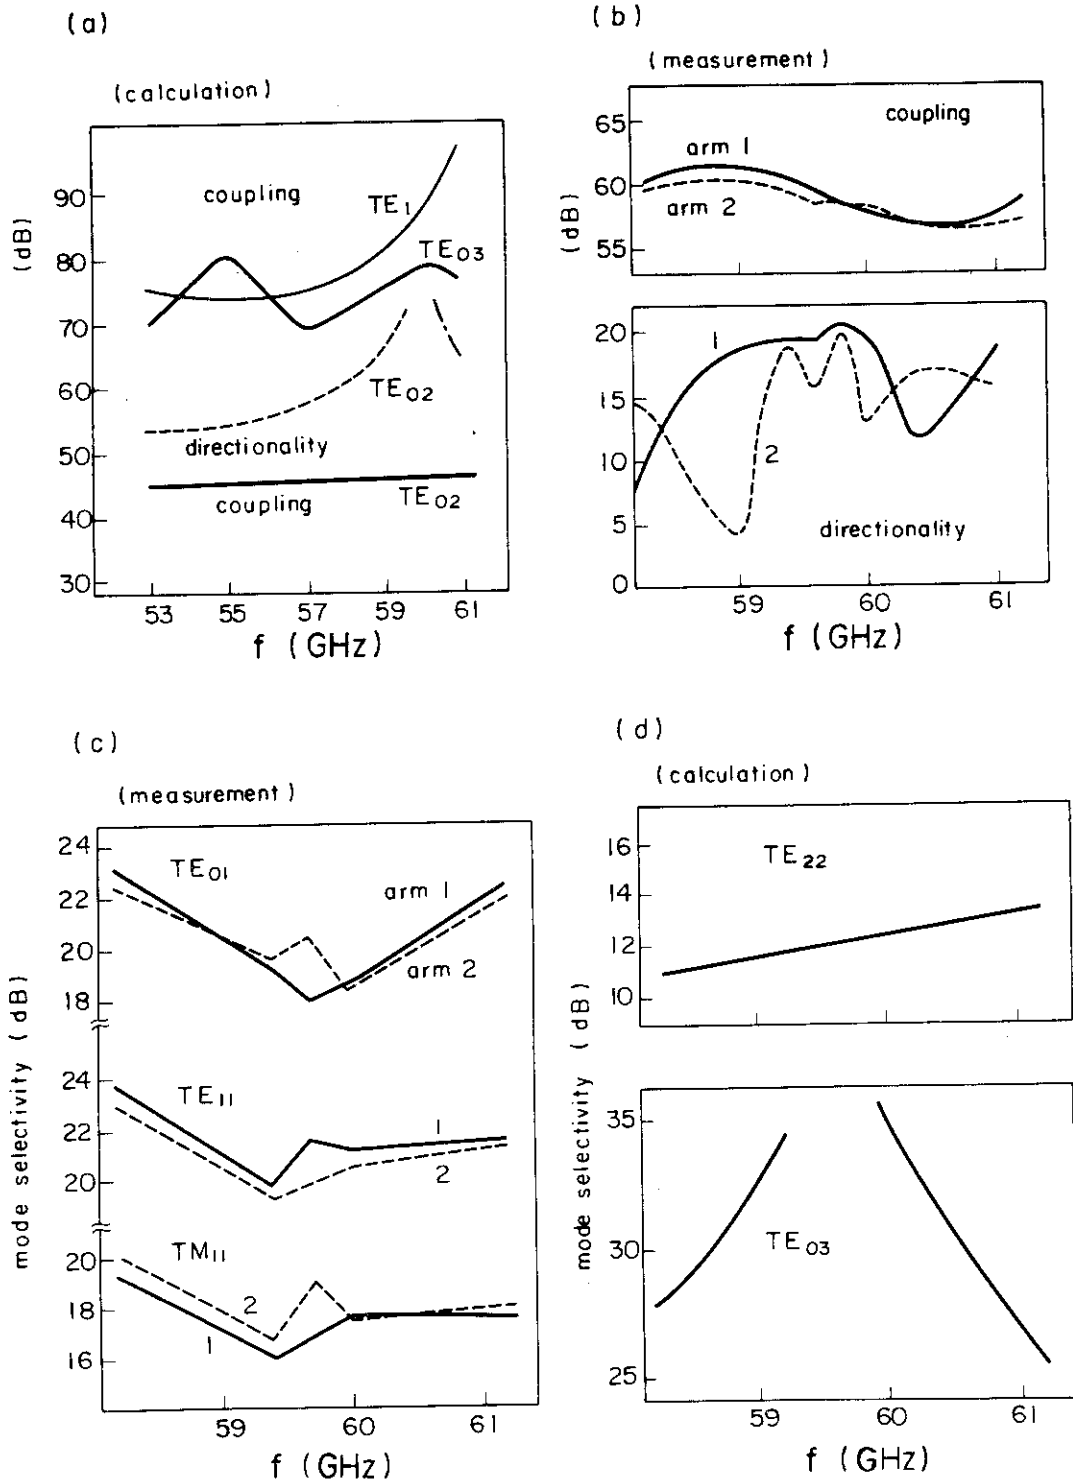 (a)
(calculation)
(dB)
90
80
70
60
50
40
30
coupling
TE1
TE03
TE02
directionality
coupling
TE02
53 55 57 59 61
f (GHz)
(b)
(measurement)
(dB)
65
60
55
coupling
arm 1
arm 2
20
15
10
5
0
1
2
directionality
59 60 61
f (GHz)
(c)
(measurement)
mode selectivity (dB)
24
22
20
18
TE01
arm 1
arm 2
24
22
20
TE11
1
2
20
18
16
TM11
2
1
59 60 61
f (GHz)
(d)
(calculation)
mode selectivity (dB)
16
14
12
10
TE22
35
30
25
TE03
59 60 61
f (GHz)